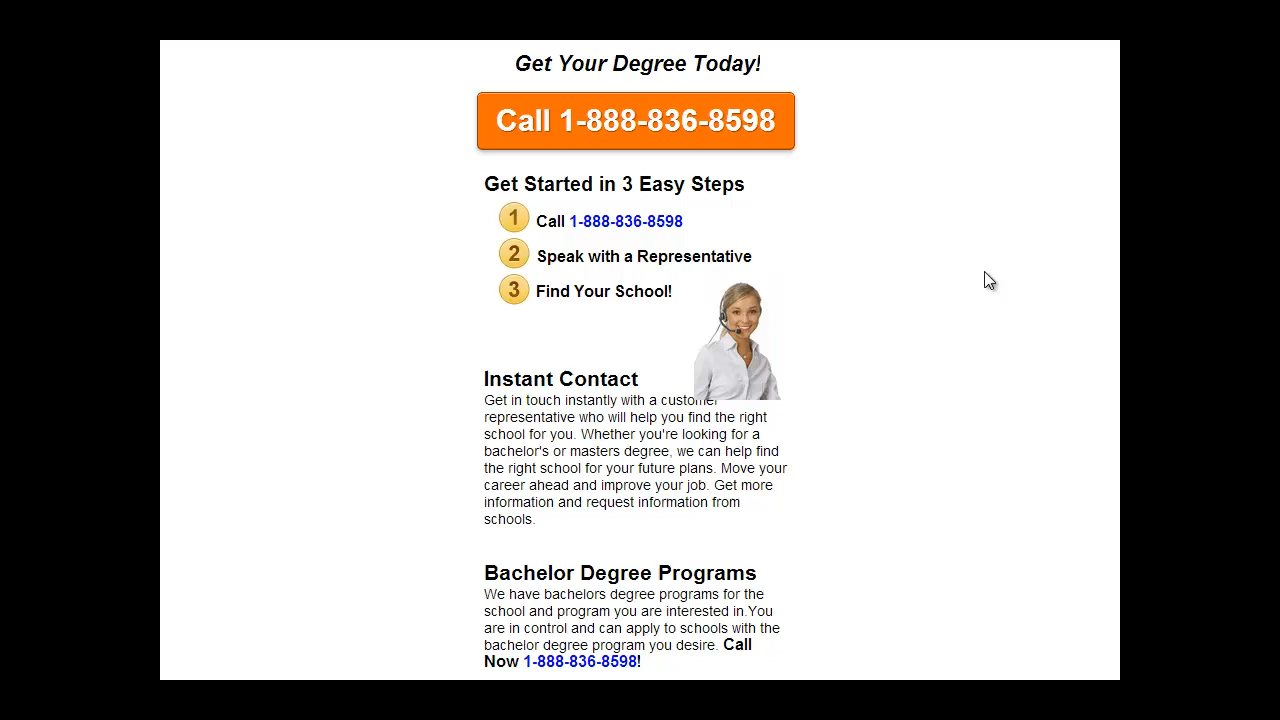 Get Your Degree Today!
Call 1-888-836-8598
Get Started in 3 Easy Steps
1 Call 1-888-836-8598
2 Speak with a Representative
3 Find Your School!
Instant Contact
Get in touch instantly with a customer
representative who will help you find the right
school for you. Whether you're looking for a
bachelor's or masters degree, we can help find
the right school for your future plans. Move your
career ahead and improve your job. Get more
information and request information from
schools.
Bachelor Degree Programs
We have bachelors degree programs for the
school and program you are interested in.You
are in control and can apply to schools with the
bachelor degree program you desire. Call
Now 1-888-836-8598!